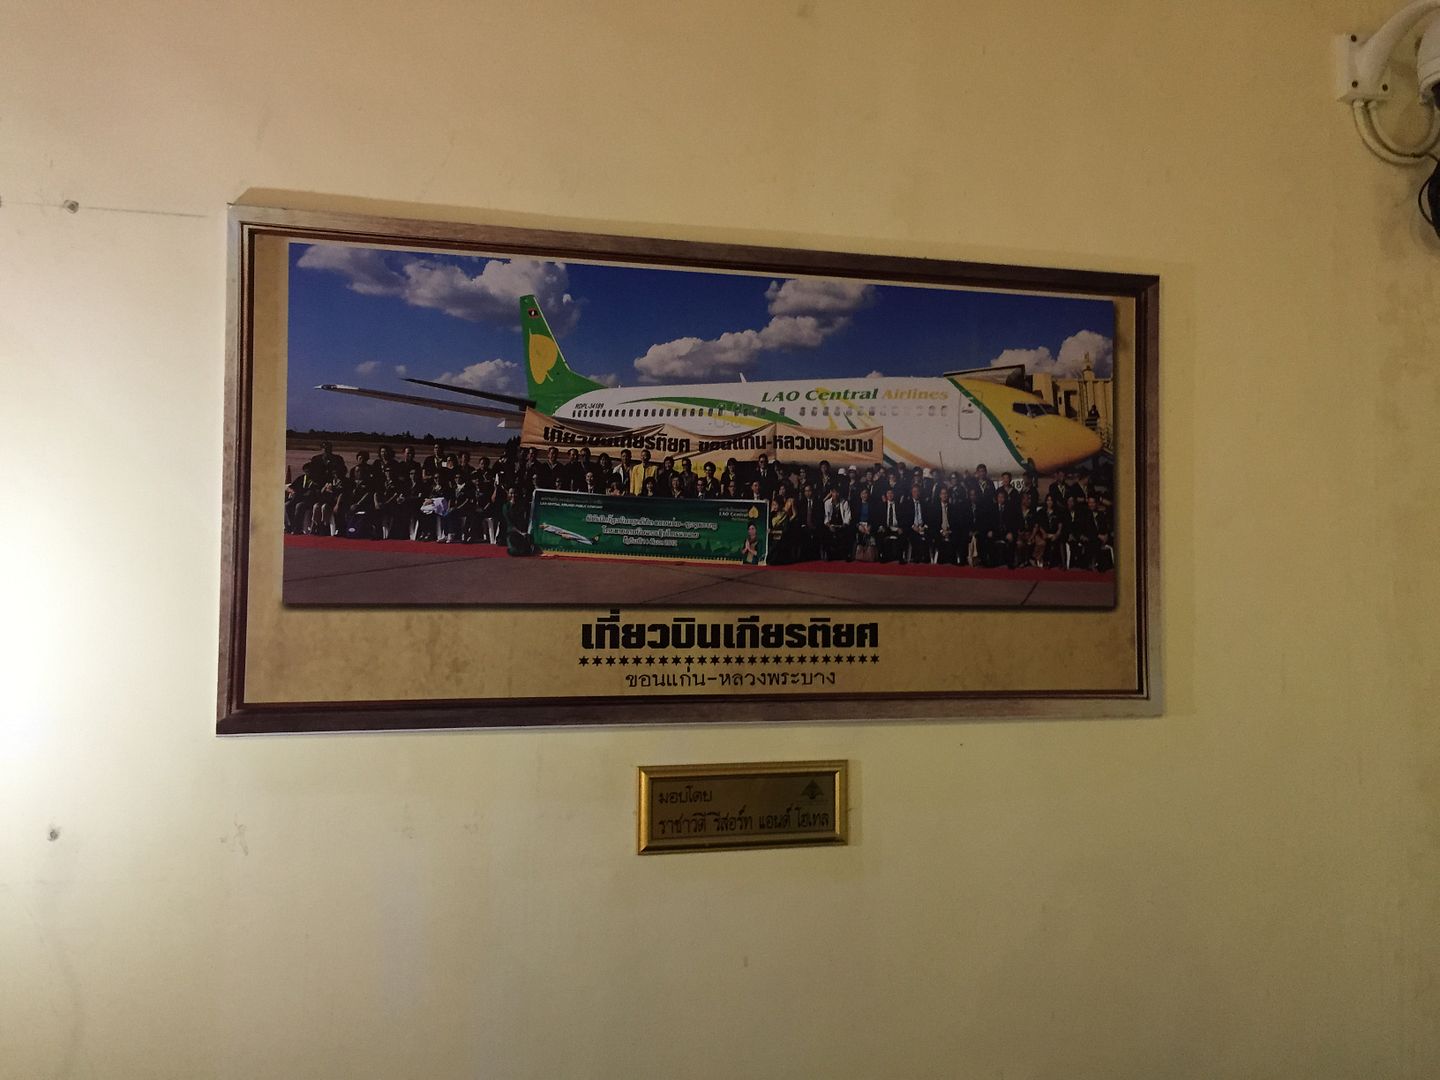 LAO Central Airlines
RDPL-34189
เที่ยวบินเกียรติยศ ขอนแก่น-หลวงพระบาง
LAO Central
เที่ยวบินเกียรติยศ
ขอนแก่น-หลวงพระบาง
มอบโดย
ราชาวดี รีสอร์ท แอนด์ โฮเทล